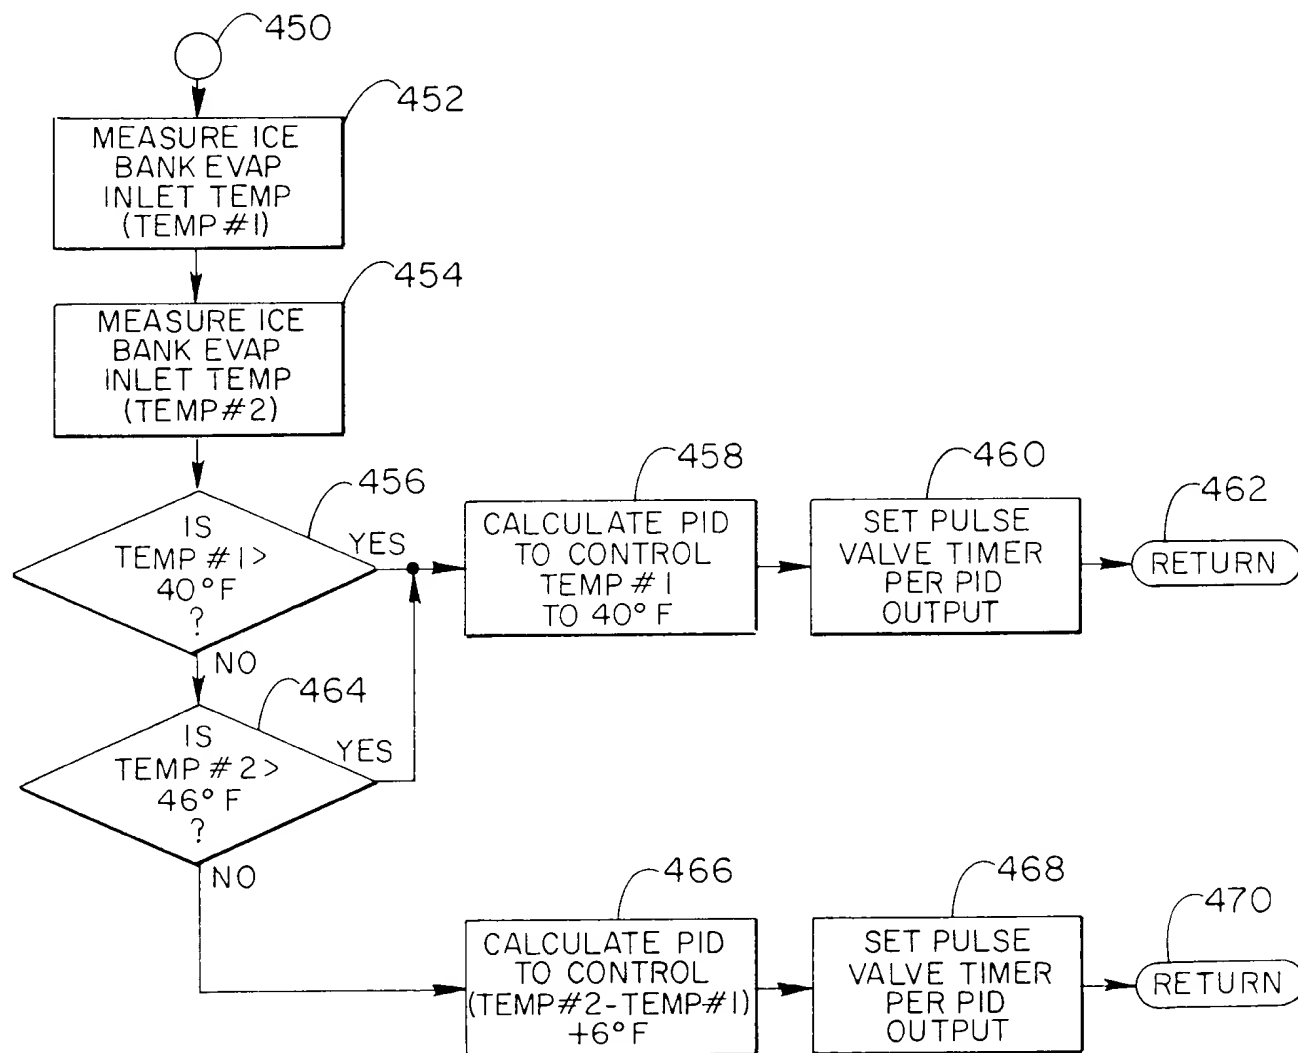 450
452
MEASURE ICE
BANK EVAP
INLET TEMP
(TEMP #1)
454
MEASURE ICE
BANK EVAP
INLET TEMP
(TEMP #2)
456
IS
TEMP #1>
40°F
?
YES
NO
458
CALCULATE PID
TO CONTROL
TEMP #1
TO 40°F
460
SET PULSE
VALVE TIMER
PER PID
OUTPUT
462
RETURN
464
IS
TEMP #2>
46°F
?
YES
NO
466
CALCULATE PID
TO CONTROL
(TEMP#2-TEMP#1)
+6°F
468
SET PULSE
VALVE TIMER
PER PID
OUTPUT
470
RETURN